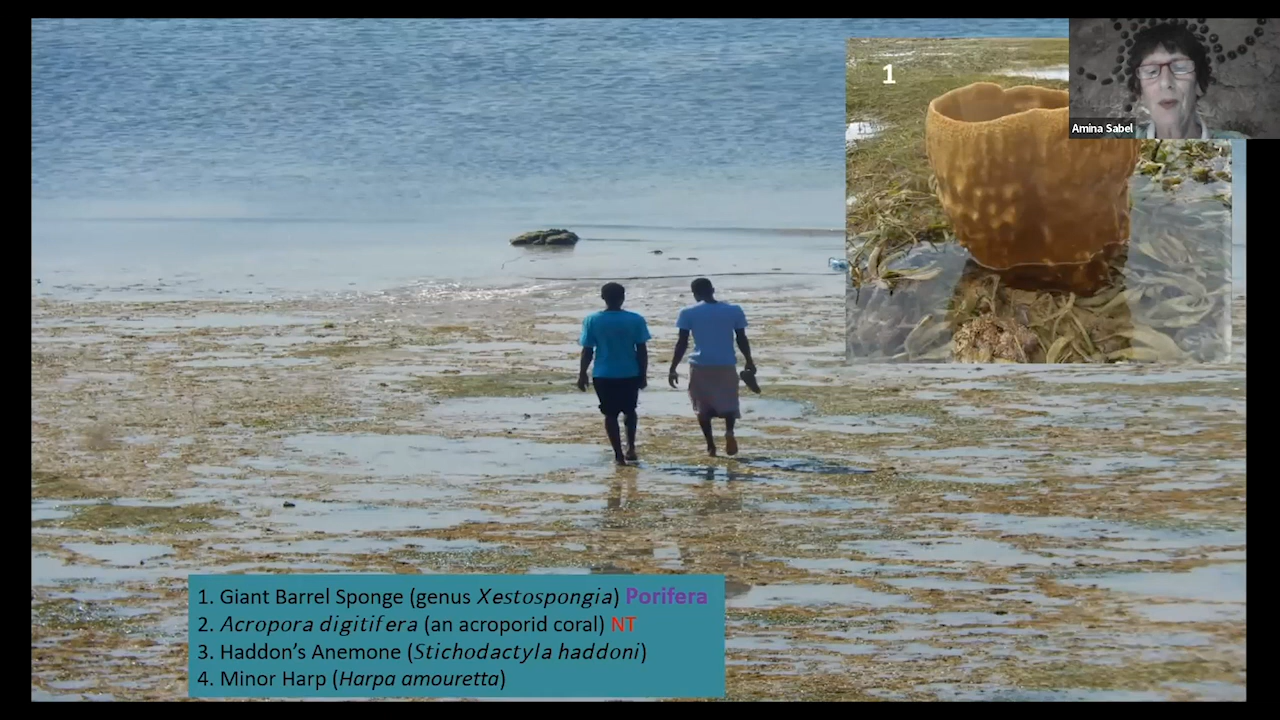 1
Amina Sabel
1. Giant Barrel Sponge (genus Xestospongia) Porifera
2. Acropora digitifera (an acroporid coral) NT
3. Haddon’s Anemone (Stichodactyla haddoni)
4. Minor Harp (Harpa amouretta)